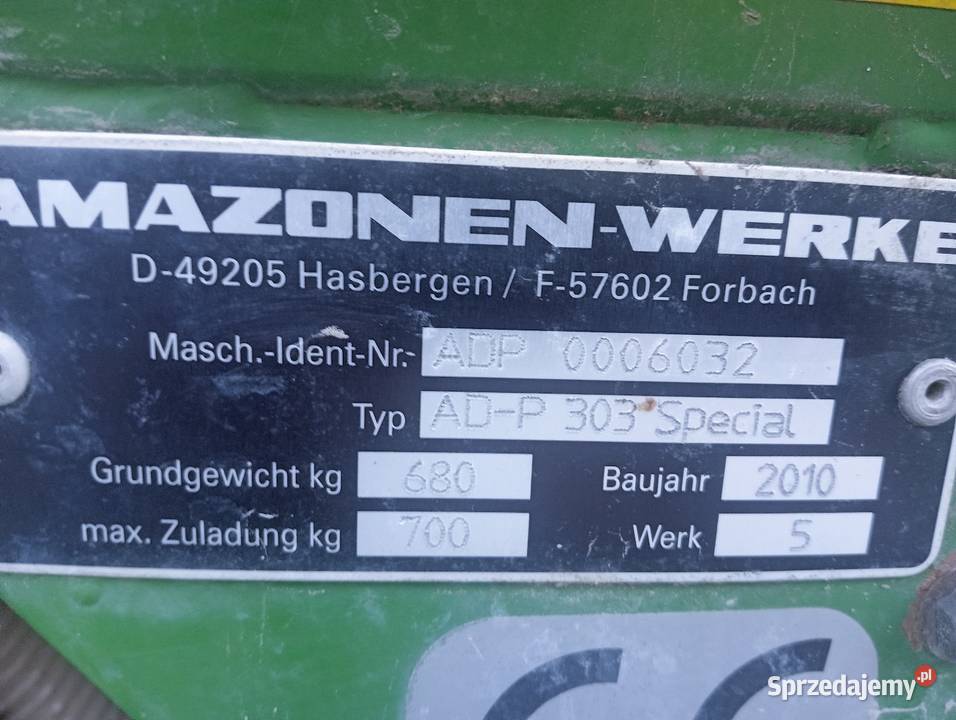 AMAZONEN-WERKE
D-49205 Hasbergen / F-57602 Forbach
Masch.-Ident-Nr.- ADP 0006032
Typ AD-P 303 Special
Grundgewicht kg 680 Baujahr 2010
max. Zuladung kg 700 Werk 5
CE
Sprzedajemy.pl